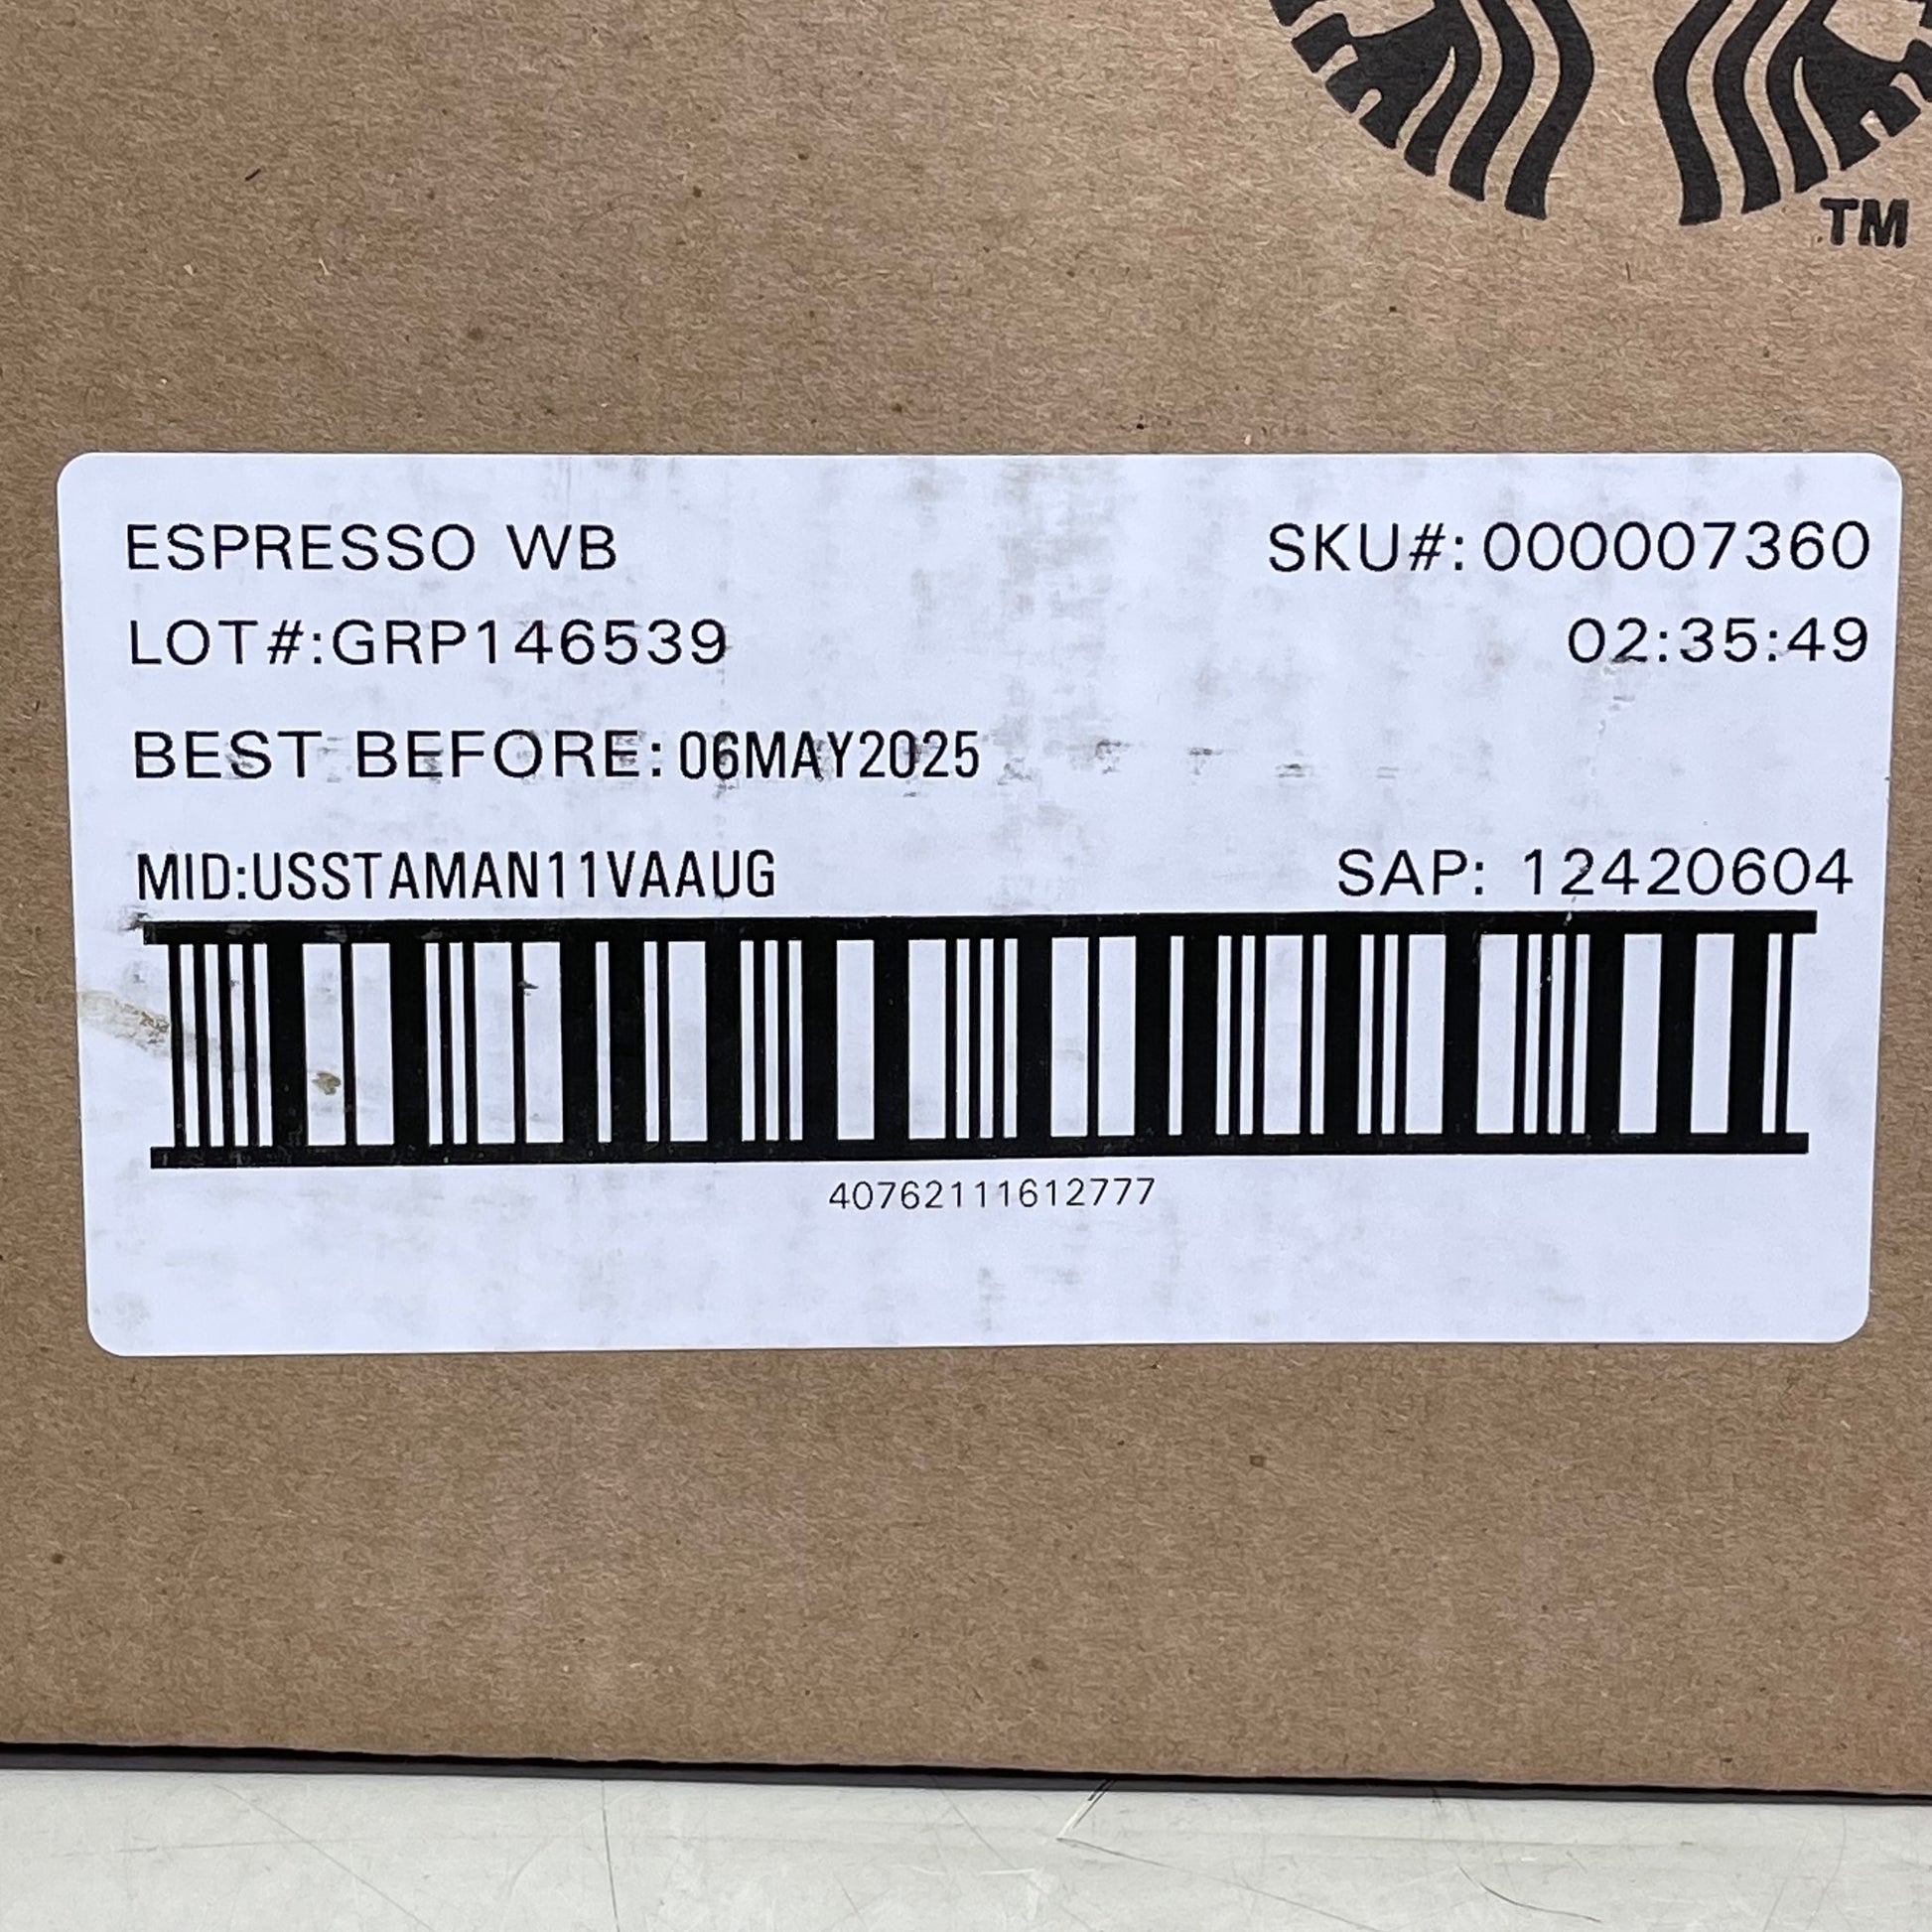 TM
ESPRESSO WB SKU#:000007360
LOT#:GRP146539 02:35:49
BEST BEFORE:06MAY2025
MID:USSTAMAN11VAAUG SAP: 12420604
40762111612777